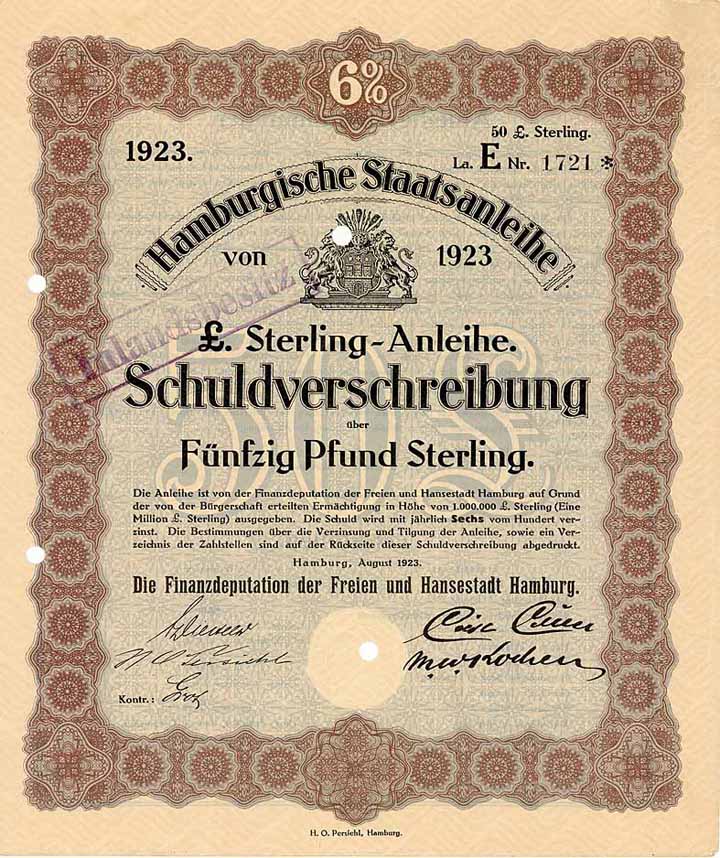 6%
1923.
50 £. Sterling.
La. E Nr. 1721 *
Hamburgische Staatsanleihe
von 1923
Inlandsbesitz
50£
£. Sterling-Anleihe.
Schuldverschreibung
über
Fünfzig Pfund Sterling.
Die Anleihe ist von der Finanzdeputation der Freien und Hansestadt Hamburg auf Grund
der von der Bürgerschaft erteilten Ermächtigung in Höhe von 1.000.000 £. Sterling (Eine
Million £. Sterling) ausgegeben. Die Schuld wird mit jährlich Sechs vom Hundert ver-
zinst. Die Bestimmungen über die Verzinsung und Tilgung der Anleihe, sowie ein Ver-
zeichnis der Zahlstellen sind auf der Rückseite dieser Schuldverschreibung abgedruckt.
Hamburg, August 1923.
Die Finanzdeputation der Freien und Hansestadt Hamburg.
Kontr.:
H. O. Persiehl, Hamburg.